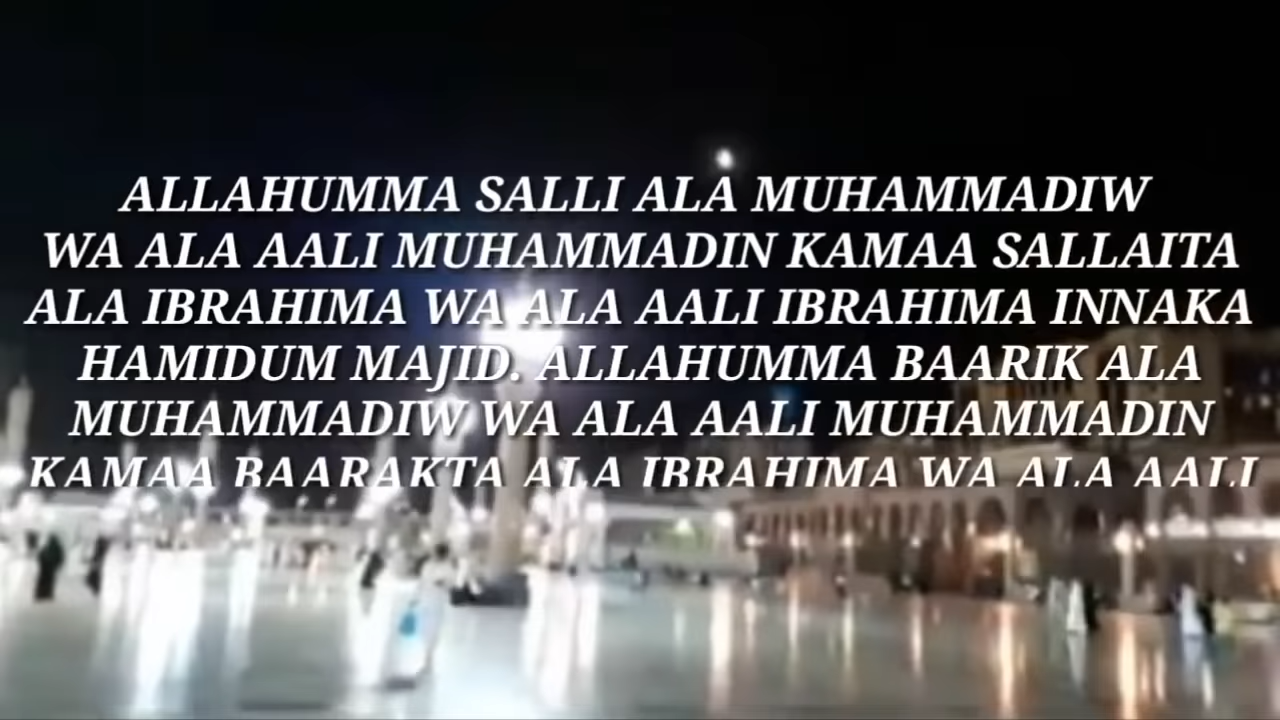 ALLAHUMMA SALLI ALA MUHAMMADIW
WA ALA AALI MUHAMMADIN KAMAA SALLAITA
ALA IBRAHIMA WA ALA AALI IBRAHIMA INNAKA
HAMIDUM MAJID. ALLAHUMMA BAARIK ALA
MUHAMMADIW WA ALA AALI MUHAMMADIN
KAMAA BAARAKTA ALA IBRAHIMA WA ALA AALI